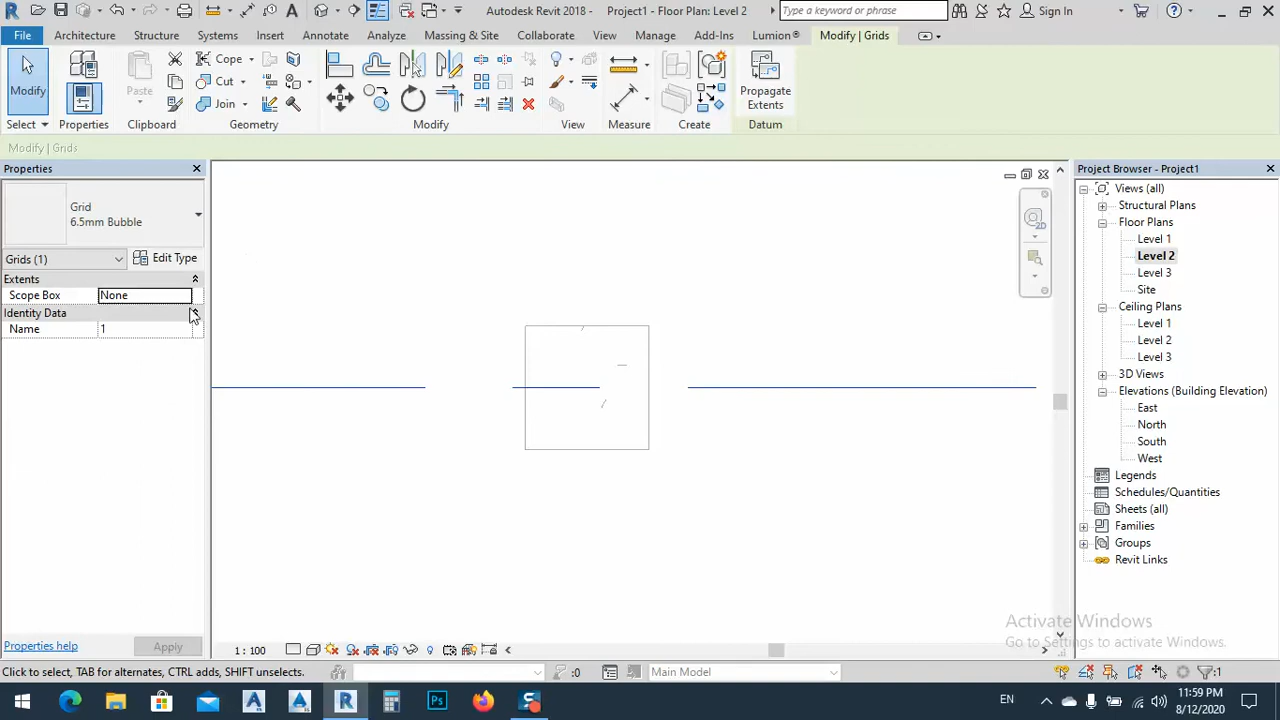 Autodesk Revit 2018 - Project1 - Floor Plan: Level 2
Type a keyword or phrase
Sign In
File
Architecture
Structure
Systems
Insert
Annotate
Analyze
Massing & Site
Collaborate
View
Manage
Add-Ins
Lumion®
Modify | Grids
Modify
Paste
Cope
Cut
Join
Propagate
Extents
Select
Properties
Clipboard
Geometry
Modify
View
Measure
Create
Datum
Modify | Grids
Properties
Grid
6.5mm Bubble
Grids (1)
Edit Type
Extents
Scope Box
None
Identity Data
Name
1
Properties help
Apply
2D
Project Browser - Project1
Views (all)
Structural Plans
Floor Plans
Level 1
Level 2
Level 3
Site
Ceiling Plans
Level 1
Level 2
Level 3
3D Views
Elevations (Building Elevation)
East
North
South
West
Legends
Schedules/Quantities
Sheets (all)
Families
Groups
Revit Links
Activate Windows
Go to Settings to activate Windows.
1 : 100
Click to select, TAB for alternates, CTRL adds, SHIFT unselects.
:0
Main Model
:1
EN
11:59 PM
8/12/2020